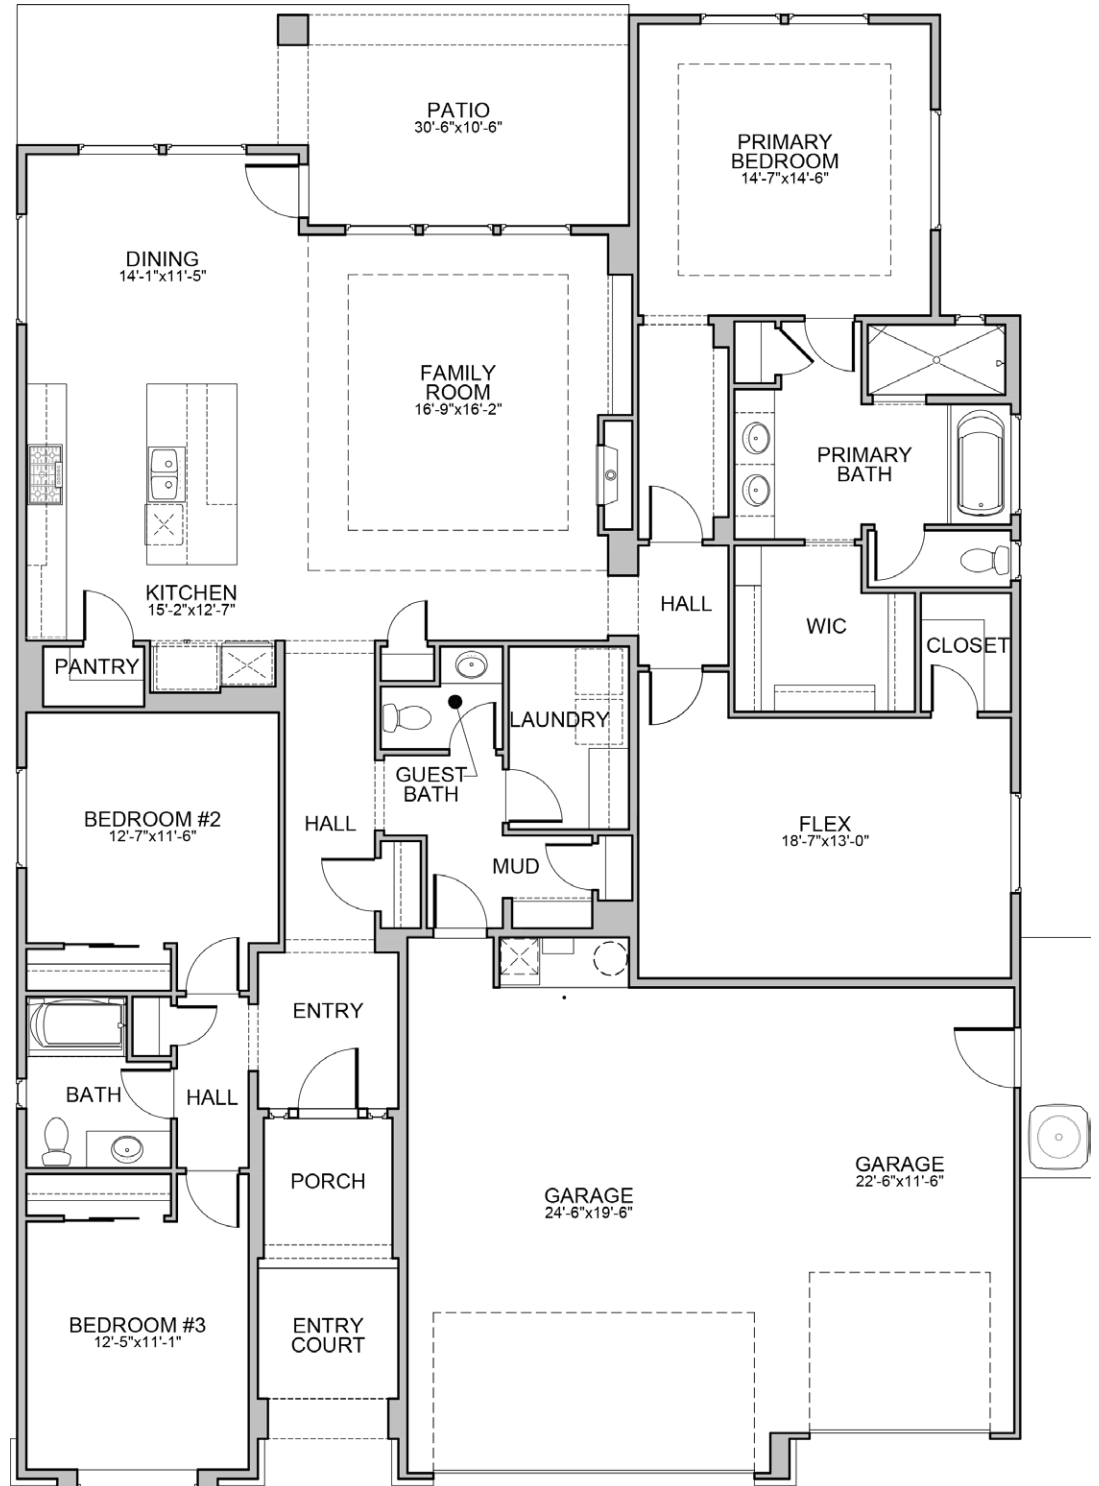 PATIO
30'-6"x10'-6"
PRIMARY
BEDROOM
14'-7"x14'-6"
DINING
14'-1"x11'-5"
FAMILY
ROOM
16'-9"x16'-2"
PRIMARY
BATH
KITCHEN
15'-2"x12'-7"
HALL
WIC
CLOSET
PANTRY
LAUNDRY
GUEST
BATH
BEDROOM #2
12'-7"x11'-6"
HALL
FLEX
18'-7"x13'-0"
MUD
ENTRY
BATH
HALL
PORCH
GARAGE
22'-6"x11'-6"
GARAGE
24'-6"x19'-6"
BEDROOM #3
12'-5"x11'-1"
ENTRY
COURT